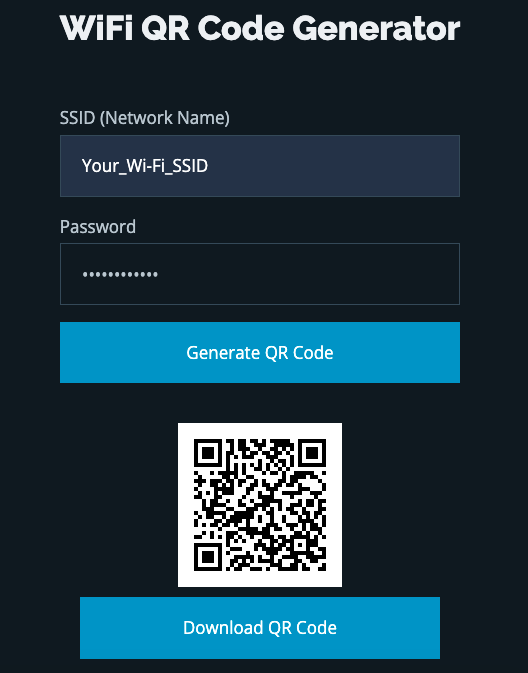 WiFi QR Code Generator
SSID (Network Name)
Your_Wi-Fi_SSID
Password
••••••••••••
Generate QR Code
Download QR Code